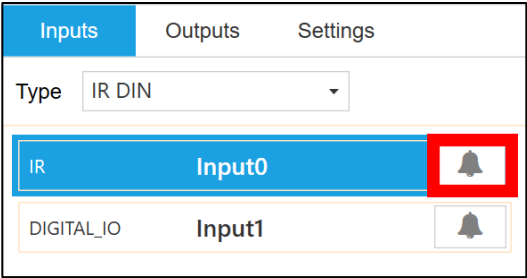 Inputs Outputs Settings
Type IR DIN
IR Input0
DIGITAL_IO Input1